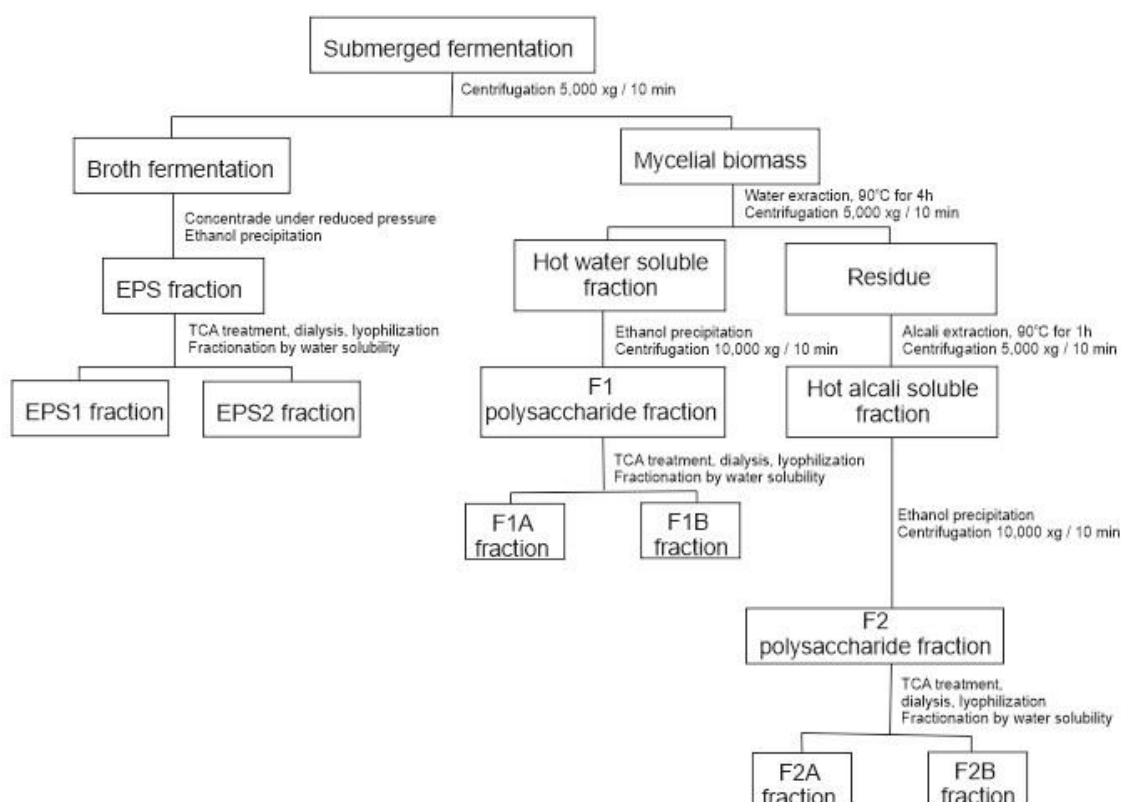 Submerged fermentation
Centrifugation 5,000 xg / 10 min
Broth fermentation
Mycelial biomass
Concentrade under reduced pressure
Ethanol precipitation
Water exraction, 90°C for 4h
Centrifugation 5,000 xg / 10 min
EPS fraction
Hot water soluble
fraction
Residue
TCA treatment, dialysis, lyophilization
Fractionation by water solubility
Ethanol precipitation
Centrifugation 10,000 xg / 10 min
Alcali extraction, 90°C for 1h
Centrifugation 5,000 xg / 10 min
EPS1 fraction
EPS2 fraction
F1
polysaccharide fraction
Hot alcali soluble
fraction
TCA treatment, dialysis, lyophilization
Fractionation by water solubility
F1A
fraction
F1B
fraction
Ethanol precipitation
Centrifugation 10,000 xg / 10 min
F2
polysaccharide fraction
TCA treatment,
dialysis, lyophilization
Fractionation by water solubility
F2A
fraction
F2B
fraction